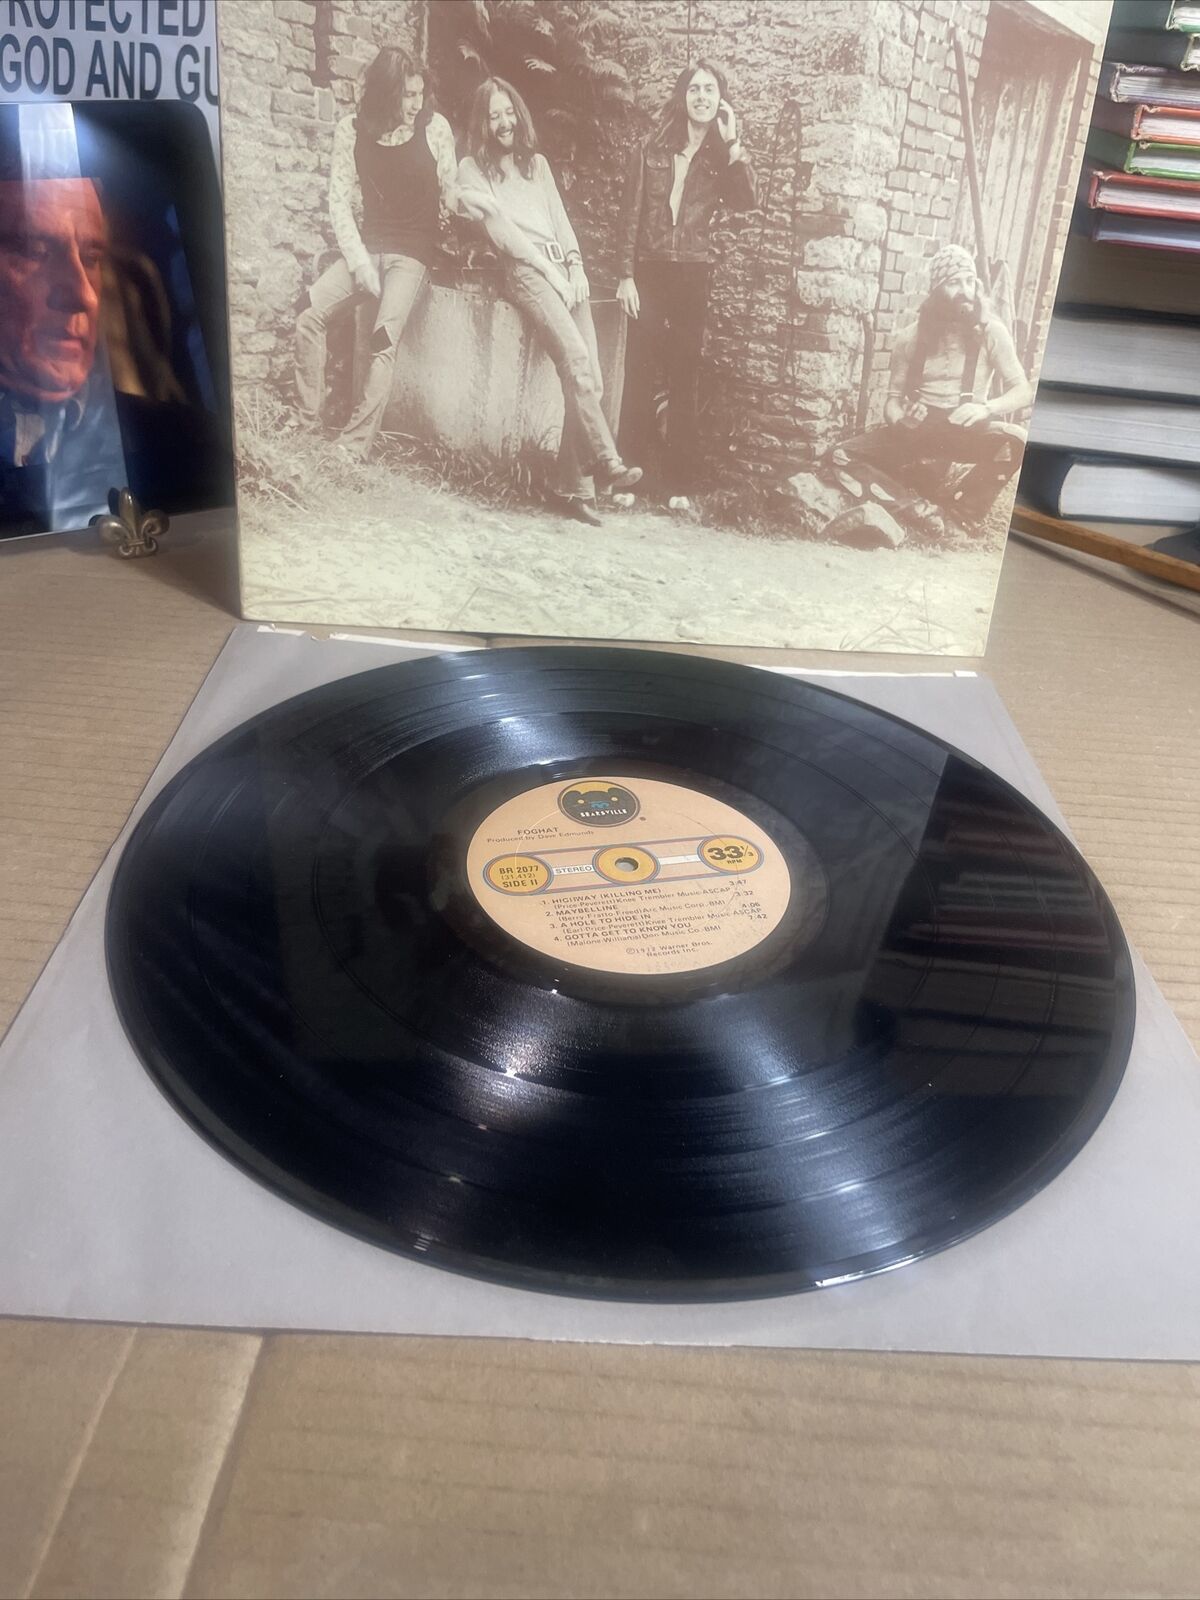 ROTECTED
GOD AND GU
BEARSVILLE
FOGHAT
Produced by Dave Edmunds
BR 2077
(31,412)
SIDE II
STEREO
33⅓
RPM
1. HIGHWAY (KILLING ME) 3:47
(Price-Peverett) Knee Trembler Music-ASCAP
2. MAYBELLINE 3:32
(Berry-Fratto-Freed) Arc Music Corp.-BMI
3. A HOLE TO HIDE IN 4:06
(Earl-Price-Peverett) Knee Trembler Music-ASCAP
4. GOTTA GET TO KNOW YOU 7:42
(Malone-Williams) Don Music Co.-BMI
©1972 Warner Bros.
Records Inc.